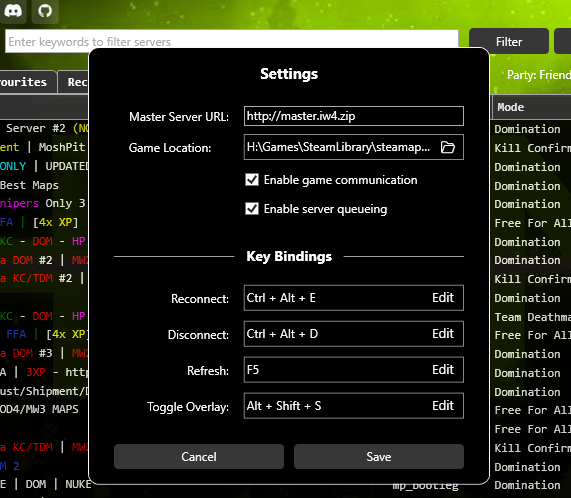 Enter keywords to filter servers
Filter
vourites
Rec
Party: Friend
Settings
Mode
Master Server URL:
http://master.iw4.zip
Game Location:
H:\Games\SteamLibrary\steamap...
Enable game communication
Enable server queueing
Key Bindings
Reconnect:
Ctrl + Alt + E
Edit
Disconnect:
Ctrl + Alt + D
Edit
Refresh:
F5
Edit
Toggle Overlay:
Alt + Shift + S
Edit
Cancel
Save
Server #2 (NO
ent | MoshPit
ONLY | UPDATED
Best Maps
nipers Only 3
FFA | [4x XP]
KC - DOM - HP
a DOM #2 | MW2
a KC/TDM #2 |
KC - DOM - HP
FFA | [4x XP]
a DOM #3 | MW2
A | 3XP - http
ust/Shipment/D
OD4/MW3 MAPS
a KC/TDM | MW2
M 2
E | DOM | NUKE
mp_bootleg
Domination
Kill Confirm
Domination
Domination
Domination
Free For All
Domination
Domination
Kill Confirm
Domination
Team Deathma
Free For All
Domination
Domination
Domination
Free For All
Free For All
Kill Confirm
Domination
Domination